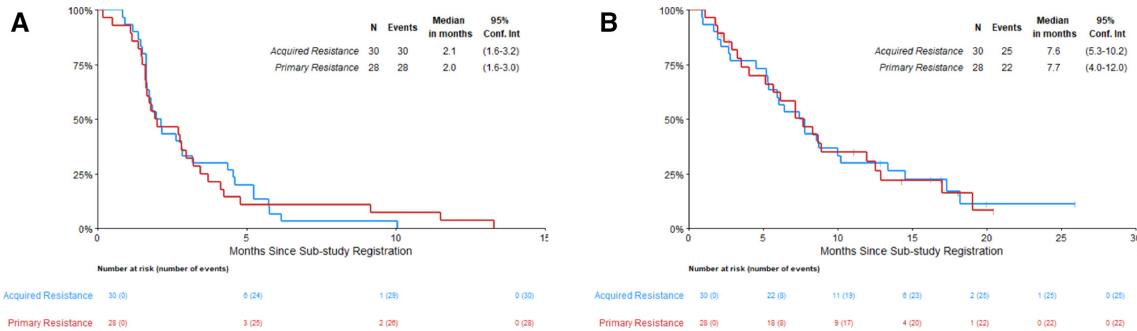 A
N Events Median in months 95% Conf. Int
Acquired Resistance 30 30 2.1 (1.6-3.2)
Primary Resistance 28 28 2.0 (1.6-3.0)
100%
75%
50%
25%
0%
0 5 10 15
Months Since Sub-study Registration
Number at risk (number of events)
Acquired Resistance 30 (0) 6 (24) 1 (29) 0 (30)
Primary Resistance 28 (0) 3 (25) 2 (26) 0 (28)
B
N Events Median in months 95% Conf. Int
Acquired Resistance 30 25 7.6 (5.3-10.2)
Primary Resistance 28 22 7.7 (4.0-12.0)
100%
75%
50%
25%
0%
0 5 10 15 20 25 30
Months Since Sub-study Registration
Number at risk (number of events)
Acquired Resistance 30 (0) 22 (8) 11 (19) 6 (23) 2 (25) 1 (25) 0 (25)
Primary Resistance 28 (0) 18 (8) 9 (17) 4 (20) 1 (22) 0 (22) 0 (22)